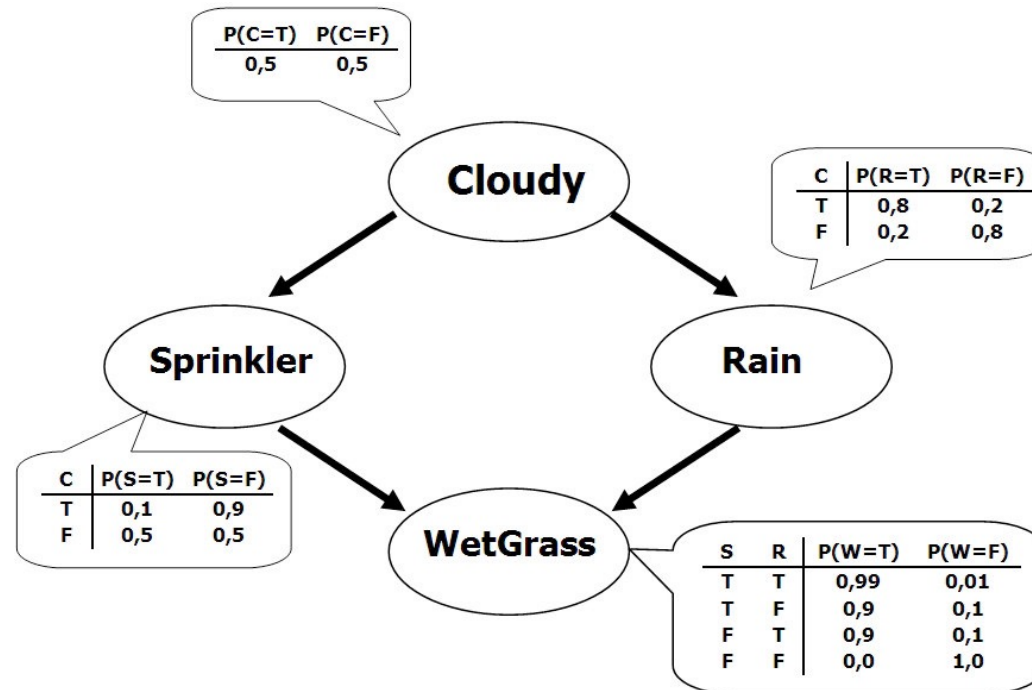 P(C=T) P(C=F)
0,5 0,5
Cloudy
C P(R=T) P(R=F)
T 0,8 0,2
F 0,2 0,8
Sprinkler
Rain
C P(S=T) P(S=F)
T 0,1 0,9
F 0,5 0,5
WetGrass
S R P(W=T) P(W=F)
T T 0,99 0,01
T F 0,9 0,1
F T 0,9 0,1
F F 0,0 1,0